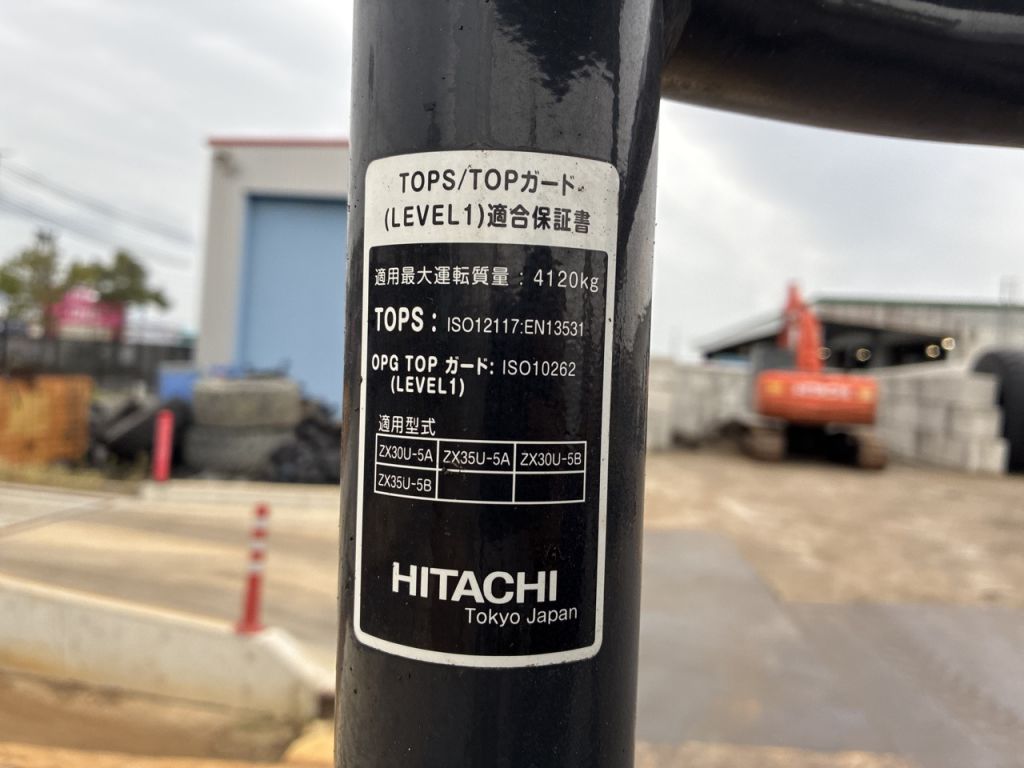 TOPS/TOPガード
(LEVEL1)適合保証書
適用最大運転質量 : 4120kg
TOPS : ISO12117:EN13531
OPG TOP ガード: ISO10262
(LEVEL1)
適用型式
ZX30U-5A ZX35U-5A ZX30U-5B
ZX35U-5B
HITACHI
Tokyo Japan